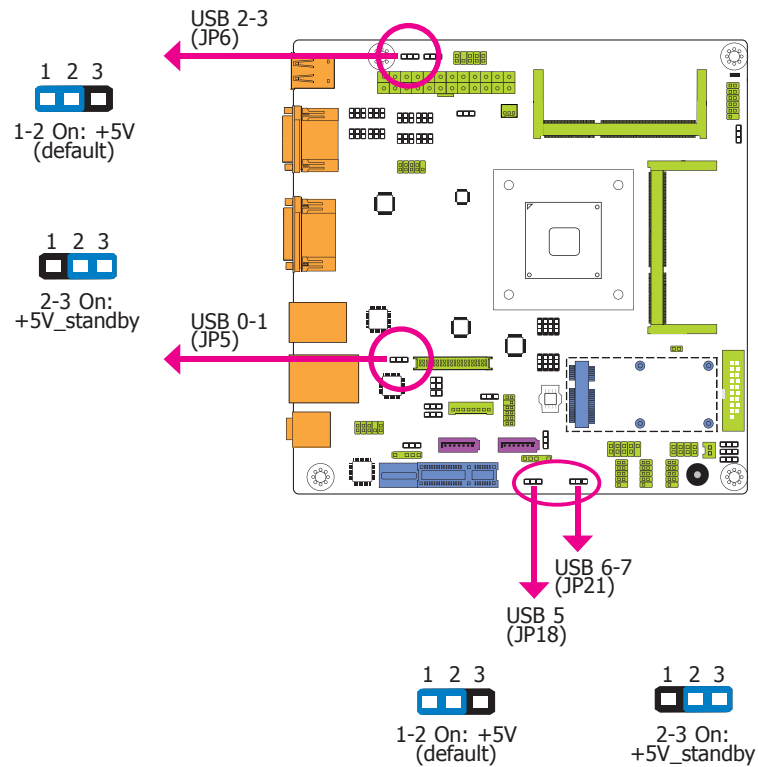 USB 2-3
(JP6)
1 2 3
1-2 On: +5V
(default)
1 2 3
2-3 On:
+5V_standby
USB 0-1
(JP5)
USB 6-7
(JP21)
USB 5
(JP18)
1 2 3
1-2 On: +5V
(default)
1 2 3
2-3 On:
+5V_standby